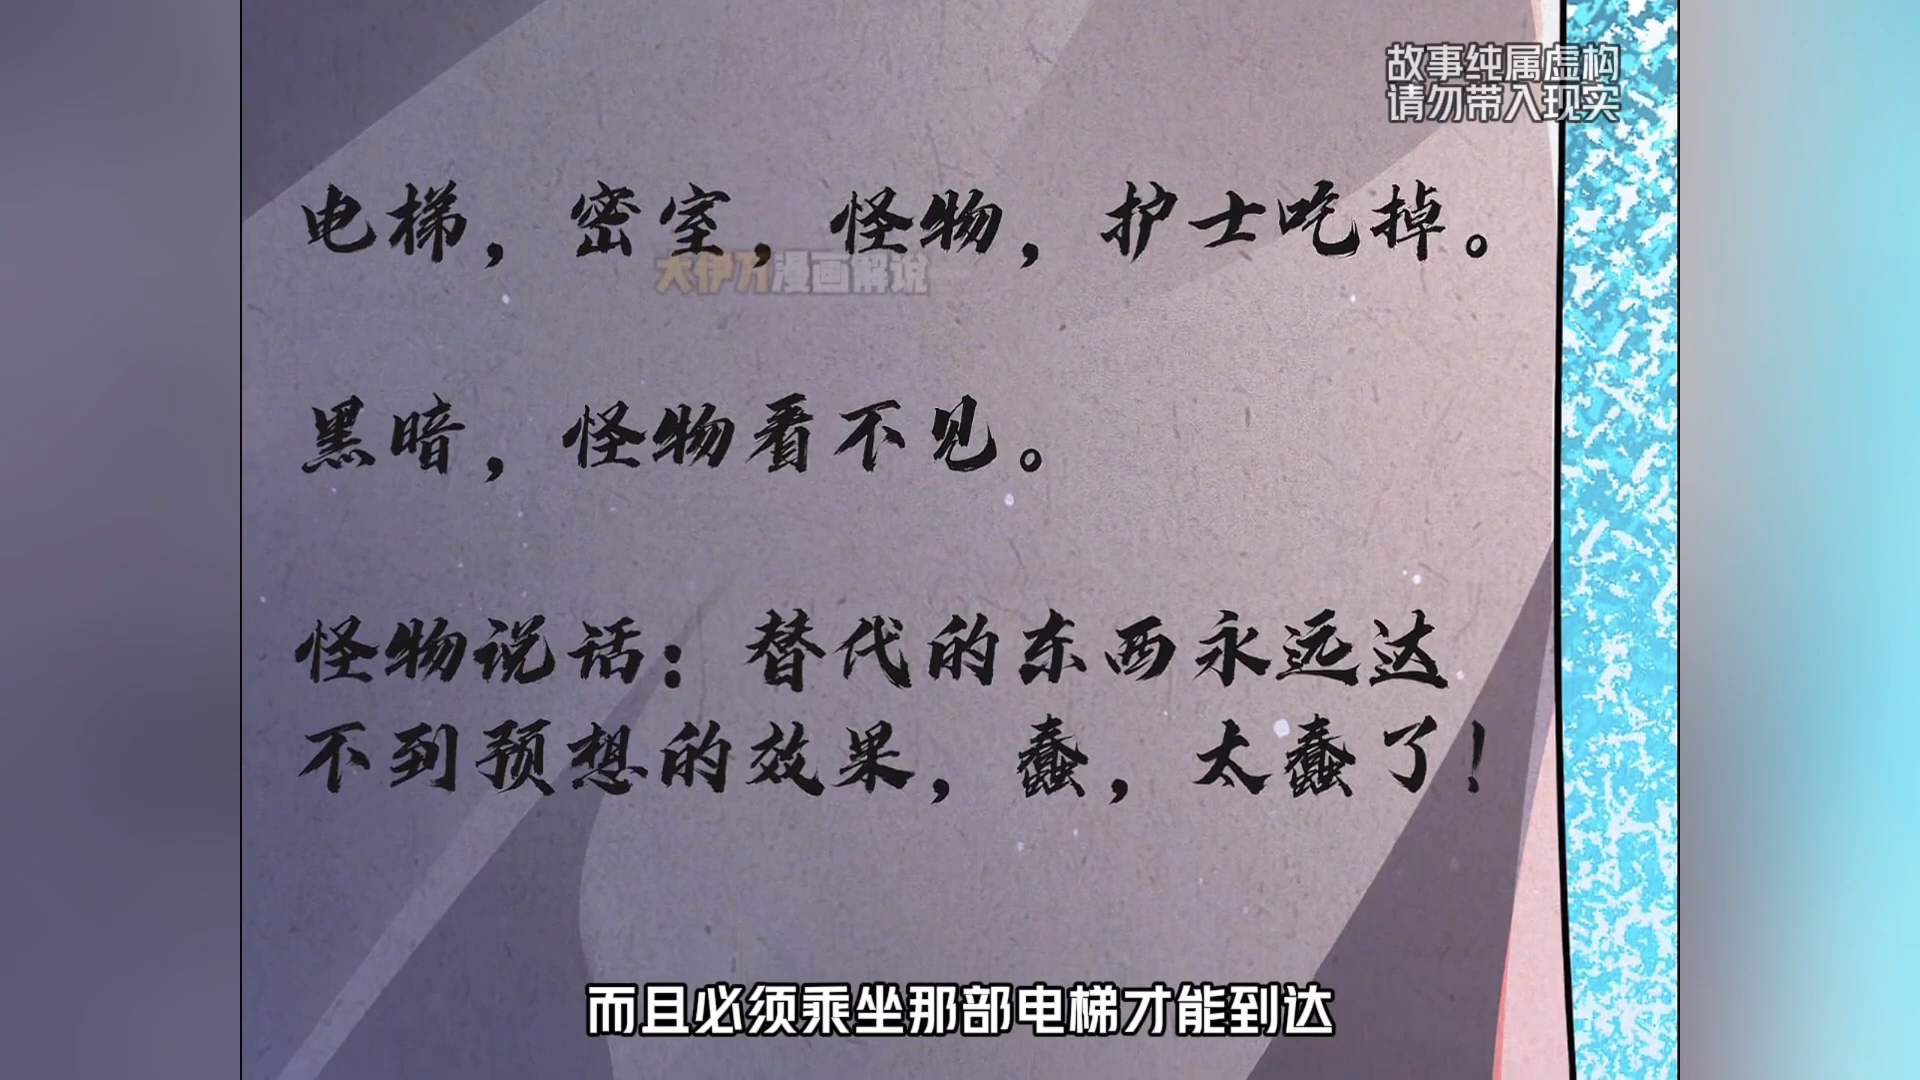 故事纯属虚构
请勿带入现实
电梯，密室，怪物，护士吃掉。
大伊万漫画解说
黑暗，怪物看不见。
怪物说话：替代的东西永远达
不到预想的效果，蠢，太蠢了！
而且必须乘坐那部电梯才能到达